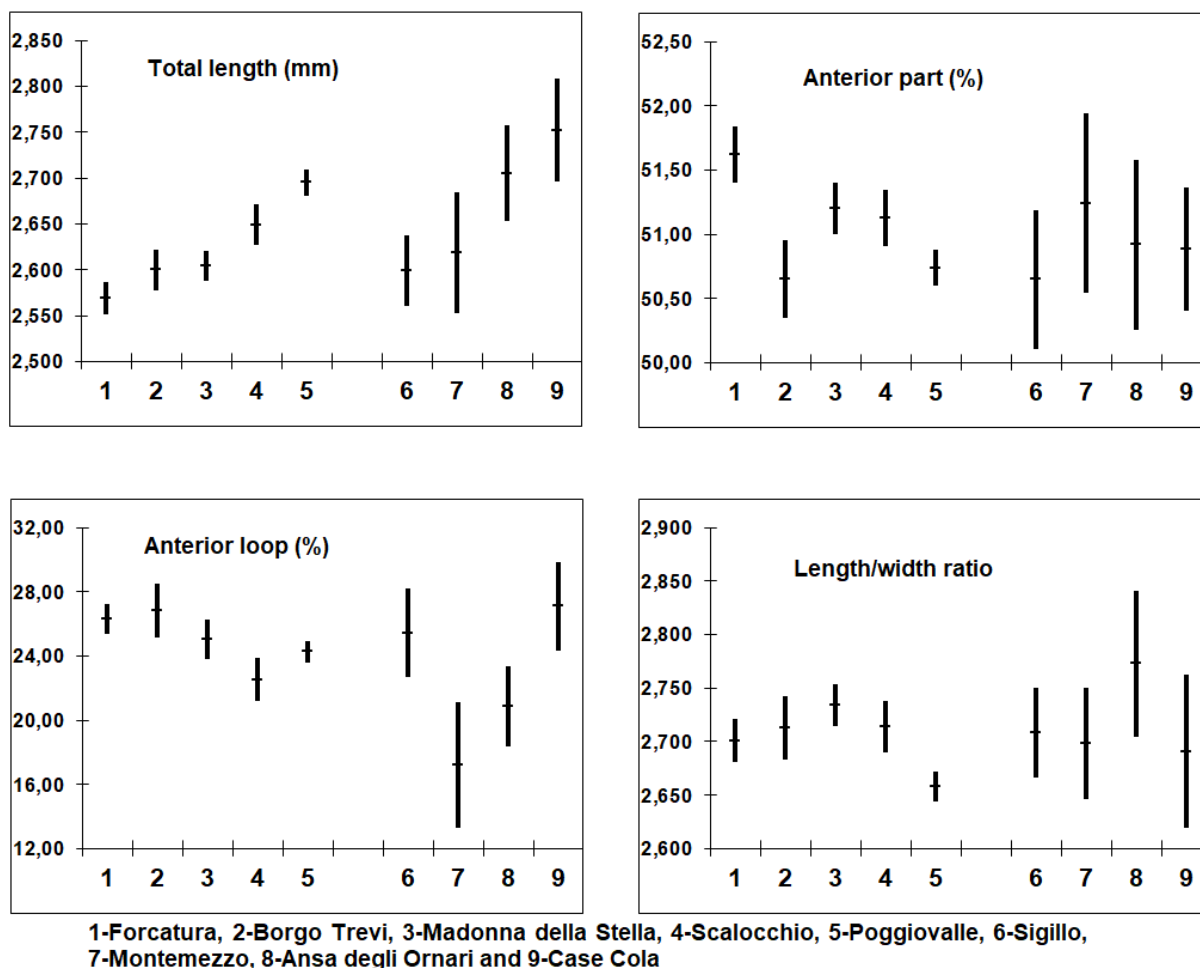 Total length (mm)
2,850
2,800
2,750
2,700
2,650
2,600
2,550
2,500
1 2 3 4 5 6 7 8 9
Anterior part (%)
52,50
52,00
51,50
51,00
50,50
50,00
1 2 3 4 5 6 7 8 9
Anterior loop (%)
32,00
28,00
24,00
20,00
16,00
12,00
1 2 3 4 5 6 7 8 9
Length/width ratio
2,900
2,850
2,800
2,750
2,700
2,650
2,600
1 2 3 4 5 6 7 8 9
1-Forcatura, 2-Borgo Trevi, 3-Madonna della Stella, 4-Scalocchio, 5-Poggiovalle, 6-Sigillo,
7-Montemezzo, 8-Ansa degli Ornari and 9-Case Cola